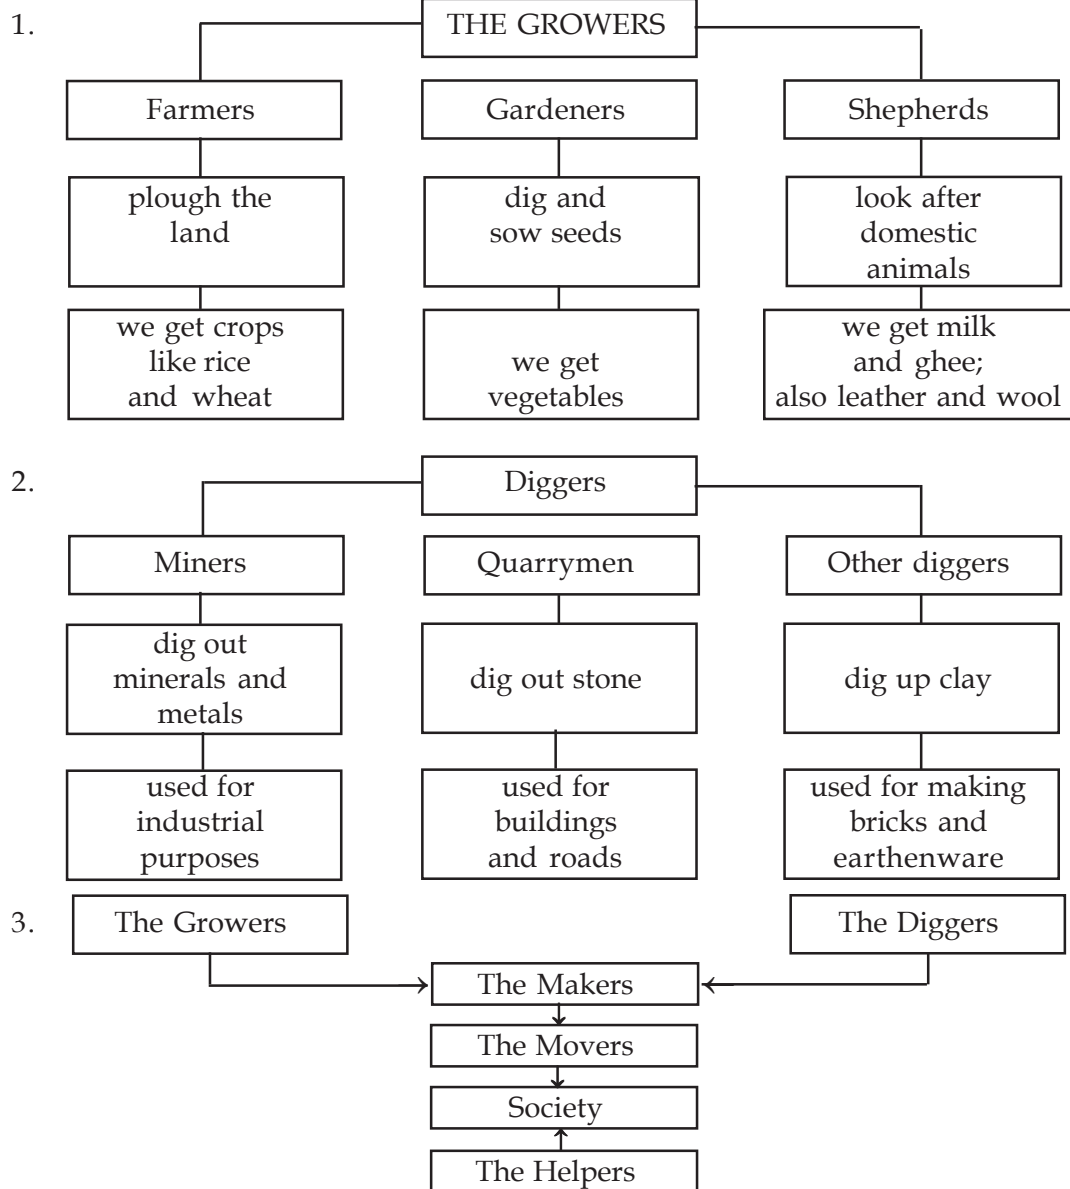 1.
THE GROWERS
Farmers
Gardeners
Shepherds
plough the
land
dig and
sow seeds
look after
domestic
animals
we get crops
like rice
and wheat
we get
vegetables
we get milk
and ghee;
also leather and wool
2.
Diggers
Miners
Quarrymen
Other diggers
dig out
minerals and
metals
dig out stone
dig up clay
used for
industrial
purposes
used for
buildings
and roads
used for making
bricks and
earthenware
3.
The Growers
The Diggers
The Makers
The Movers
Society
The Helpers